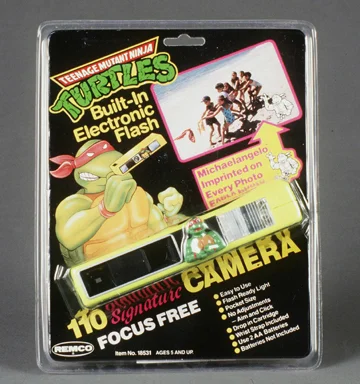 TEENAGE MUTANT NINJA
TURTLES
Built-In
Electronic
Flash
Michaelangelo
Imprinted on
Every Photo
110
Signature
CAMERA
FOCUS FREE
Easy to Use
Flash Ready Light
Pocket Size
No Adjustments
– Aim and Click
Drop in Cartridge
Wrist Strap Included
Use 2 AA Batteries
Batteries Not Included
REMCO
Item No. 18531 AGES 5 AND UP.